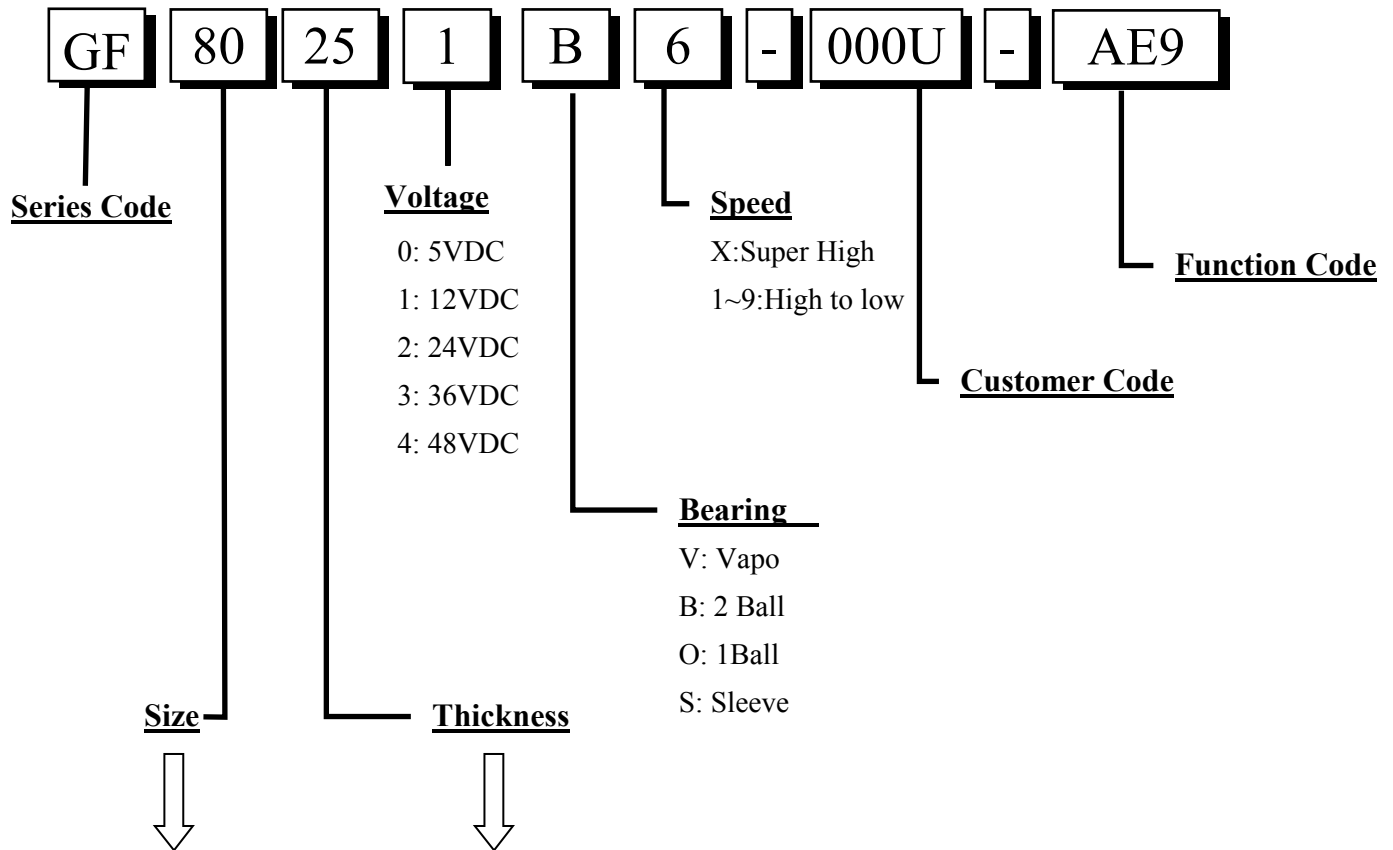 GF 80 25 1 B 6 - 000U - AE9
Series Code
Voltage
0: 5VDC
1: 12VDC
2: 24VDC
3: 36VDC
4: 48VDC
Speed
X:Super High
1~9:High to low
Function Code
Customer Code
Bearing
V: Vapo
B: 2 Ball
O: 1Ball
S: Sleeve
Size
Thickness